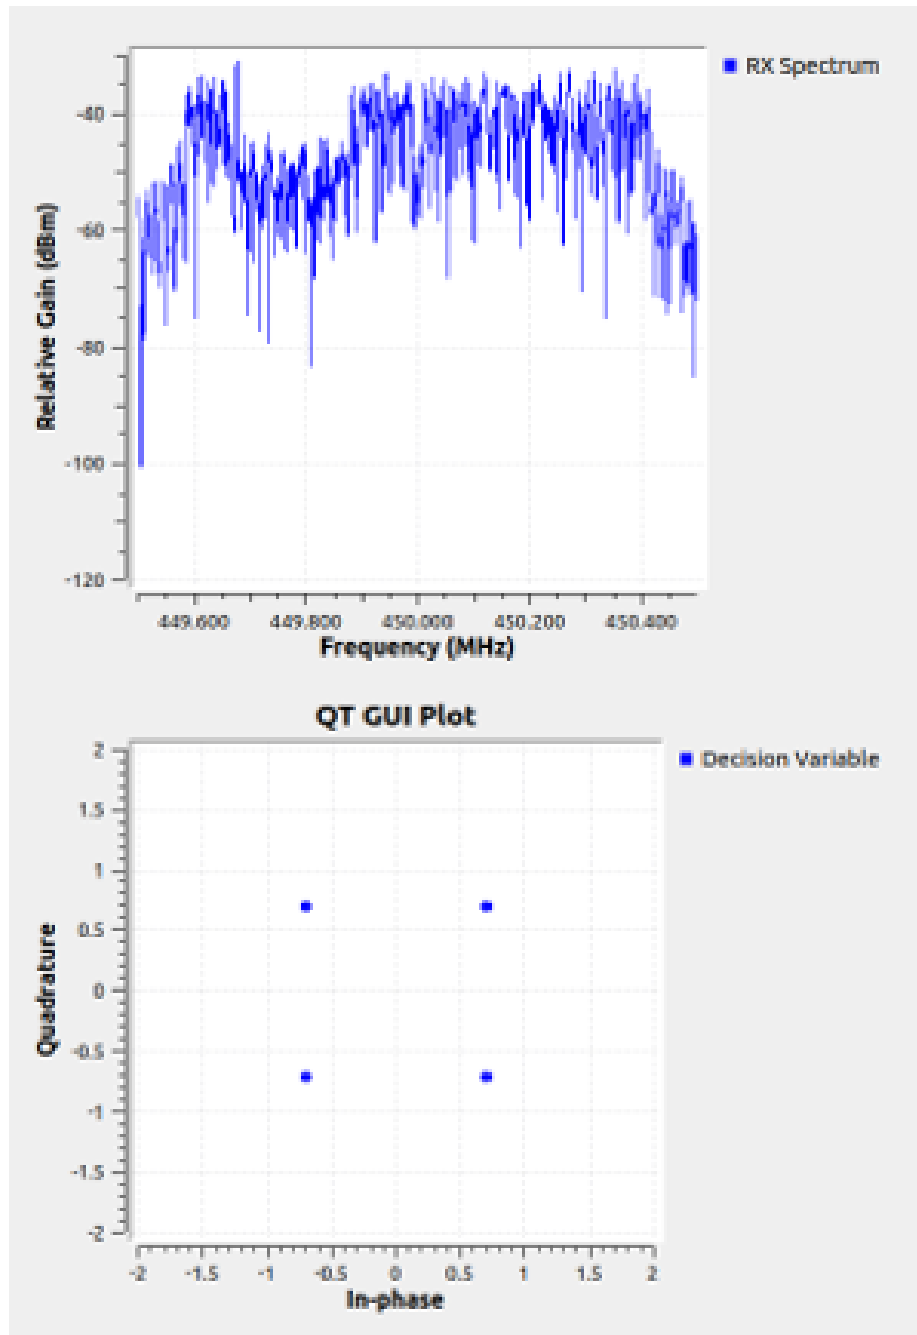 RX Spectrum
Relative Gain (dBm)
-40
-60
-80
-100
-120
449.600 449.800 450.000 450.200 450.400
Frequency (MHz)
QT GUI Plot
Decision Variable
Quadrature
2
1.5
1
0.5
0
-0.5
-1
-1.5
-2
-2 -1.5 -1 -0.5 0 0.5 1 1.5 2
In-phase